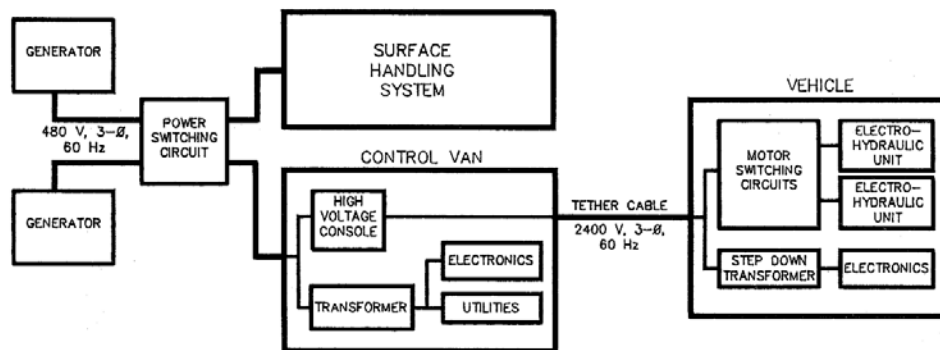 GENERATOR
480 V, 3-Ø,
60 Hz
GENERATOR
POWER
SWITCHING
CIRCUIT
SURFACE
HANDLING
SYSTEM
CONTROL VAN
HIGH
VOLTAGE
CONSOLE
TRANSFORMER
ELECTRONICS
UTILITIES
TETHER CABLE
2400 V, 3-Ø,
60 Hz
VEHICLE
MOTOR
SWITCHING
CIRCUITS
ELECTRO-
HYDRAULIC
UNIT
ELECTRO-
HYDRAULIC
UNIT
STEP DOWN
TRANSFORMER
ELECTRONICS